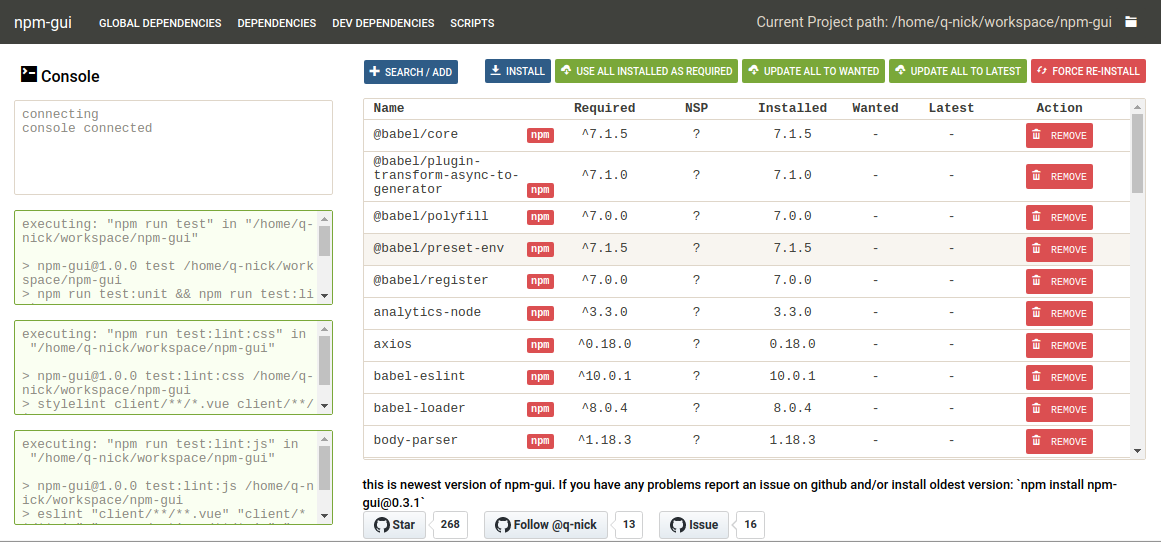 npm-gui GLOBAL DEPENDENCIES DEPENDENCIES DEV DEPENDENCIES SCRIPTS Current Project path: /home/q-nick/workspace/npm-gui
Console
connecting
console connected
executing: "npm run test" in "/home/q-
nick/workspace/npm-gui"
> npm-gui@1.0.0 test /home/q-nick/work
space/npm-gui
> npm run test:unit && npm run test:li
executing: "npm run test:lint:css" in
"/home/q-nick/workspace/npm-gui"
> npm-gui@1.0.0 test:lint:css /home/q-
nick/workspace/npm-gui
> stylelint client/**/*.vue client/**/
executing: "npm run test:lint:js" in
"/home/q-nick/workspace/npm-gui"
> npm-gui@1.0.0 test:lint:js /home/q-n
ick/workspace/npm-gui
> eslint "client/**/**.vue" "client/*
SEARCH / ADD INSTALL USE ALL INSTALLED AS REQUIRED UPDATE ALL TO WANTED UPDATE ALL TO LATEST FORCE RE-INSTALL
Name Required NSP Installed Wanted Latest Action
@babel/core npm ^7.1.5 ? 7.1.5 - - REMOVE
@babel/plugin-
transform-async-to-
generator npm ^7.1.0 ? 7.1.0 - - REMOVE
@babel/polyfill npm ^7.0.0 ? 7.0.0 - - REMOVE
@babel/preset-env npm ^7.1.5 ? 7.1.5 - - REMOVE
@babel/register npm ^7.0.0 ? 7.0.0 - - REMOVE
analytics-node npm ^3.3.0 ? 3.3.0 - - REMOVE
axios npm ^0.18.0 ? 0.18.0 - - REMOVE
babel-eslint npm ^10.0.1 ? 10.0.1 - - REMOVE
babel-loader npm ^8.0.4 ? 8.0.4 - - REMOVE
body-parser npm ^1.18.3 ? 1.18.3 - - REMOVE
this is newest version of npm-gui. If you have any problems report an issue on github and/or install oldest version: `npm install npm-
gui@0.3.1`
Star 268 Follow @q-nick 13 Issue 16